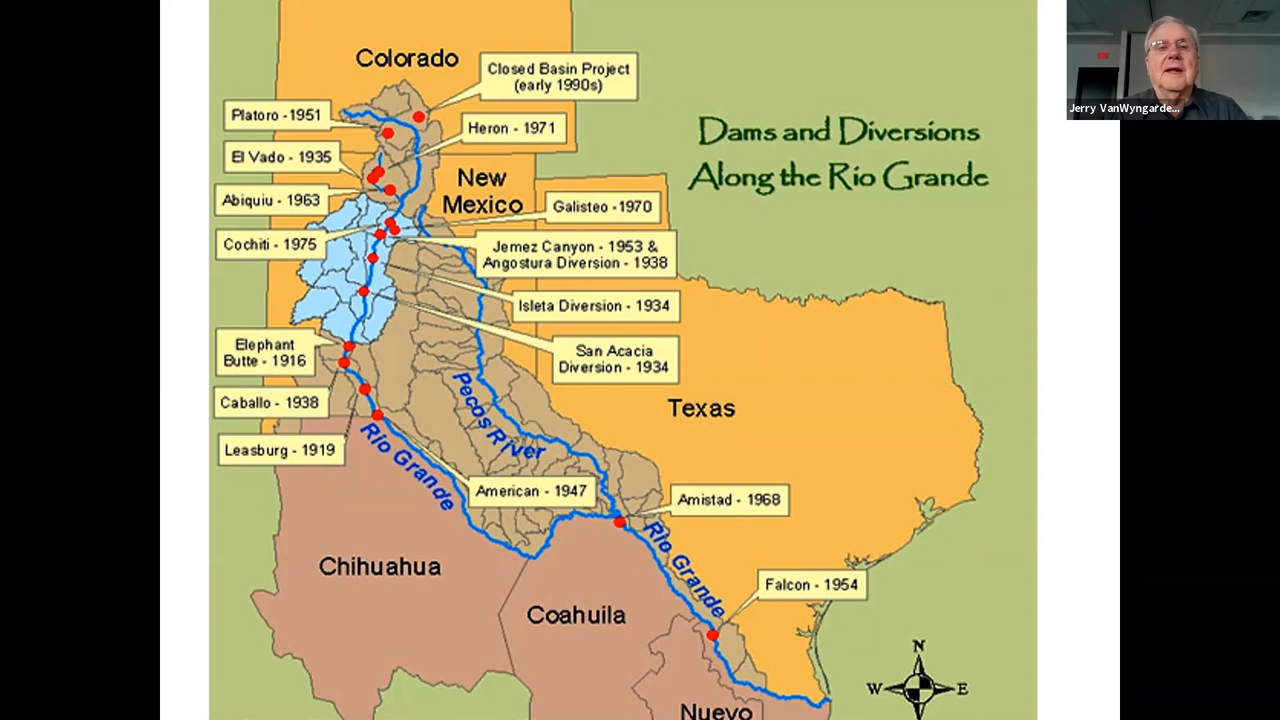 Colorado
Closed Basin Project
(early 1990s)
Platoro -1951
Heron - 1971
El Vado - 1935
Abiquiu - 1963
New
Mexico
Galisteo -1970
Cochiti - 1975
Jemez Canyon - 1953 &
Angostura Diversion - 1938
Isleta Diversion - 1934
San Acacia
Diversion - 1934
Elephant
Butte - 1916
Caballo - 1938
Leasburg - 1919
American - 1947
Amistad - 1968
Falcon - 1954
Dams and Diversions
Along the Rio Grande
Texas
Pecos River
Rio Grande
Rio Grande
Chihuahua
Coahuila
Nuevo
N
W
E
Jerry VanWyngarde...